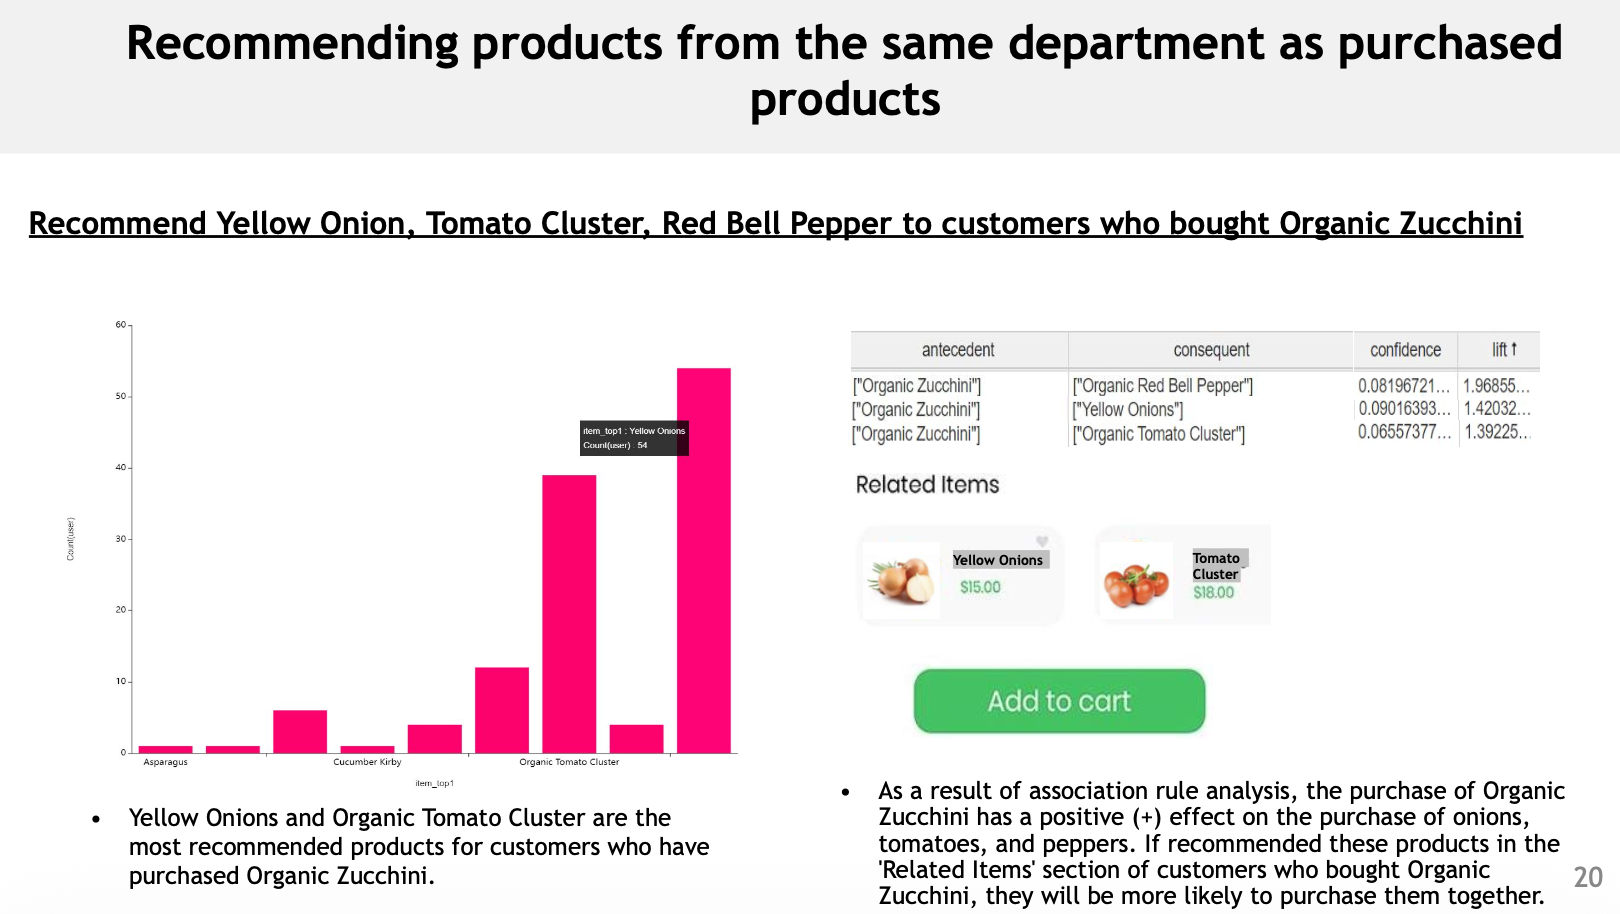 Recommending products from the same department as purchased
products
Recommend Yellow Onion, Tomato Cluster, Red Bell Pepper to customers who bought Organic Zucchini
60
50
40
30
20
10
0
Count(user)
item_top1 : Yellow Onions
Count(user) : 54
Asparagus
Cucumber Kirby
Organic Tomato Cluster
item_top1
• Yellow Onions and Organic Tomato Cluster are the
most recommended products for customers who have
purchased Organic Zucchini.
antecedent consequent confidence lift ↑
["Organic Zucchini"] ["Organic Red Bell Pepper"] 0.08196721... 1.96855...
["Organic Zucchini"] ["Yellow Onions"] 0.09016393... 1.42032...
["Organic Zucchini"] ["Organic Tomato Cluster"] 0.06557377... 1.39225...
Related Items
Yellow Onions
$15.00
Tomato
Cluster
$18.00
Add to cart
• As a result of association rule analysis, the purchase of Organic
Zucchini has a positive (+) effect on the purchase of onions,
tomatoes, and peppers. If recommended these products in the
'Related Items' section of customers who bought Organic
Zucchini, they will be more likely to purchase them together.
20